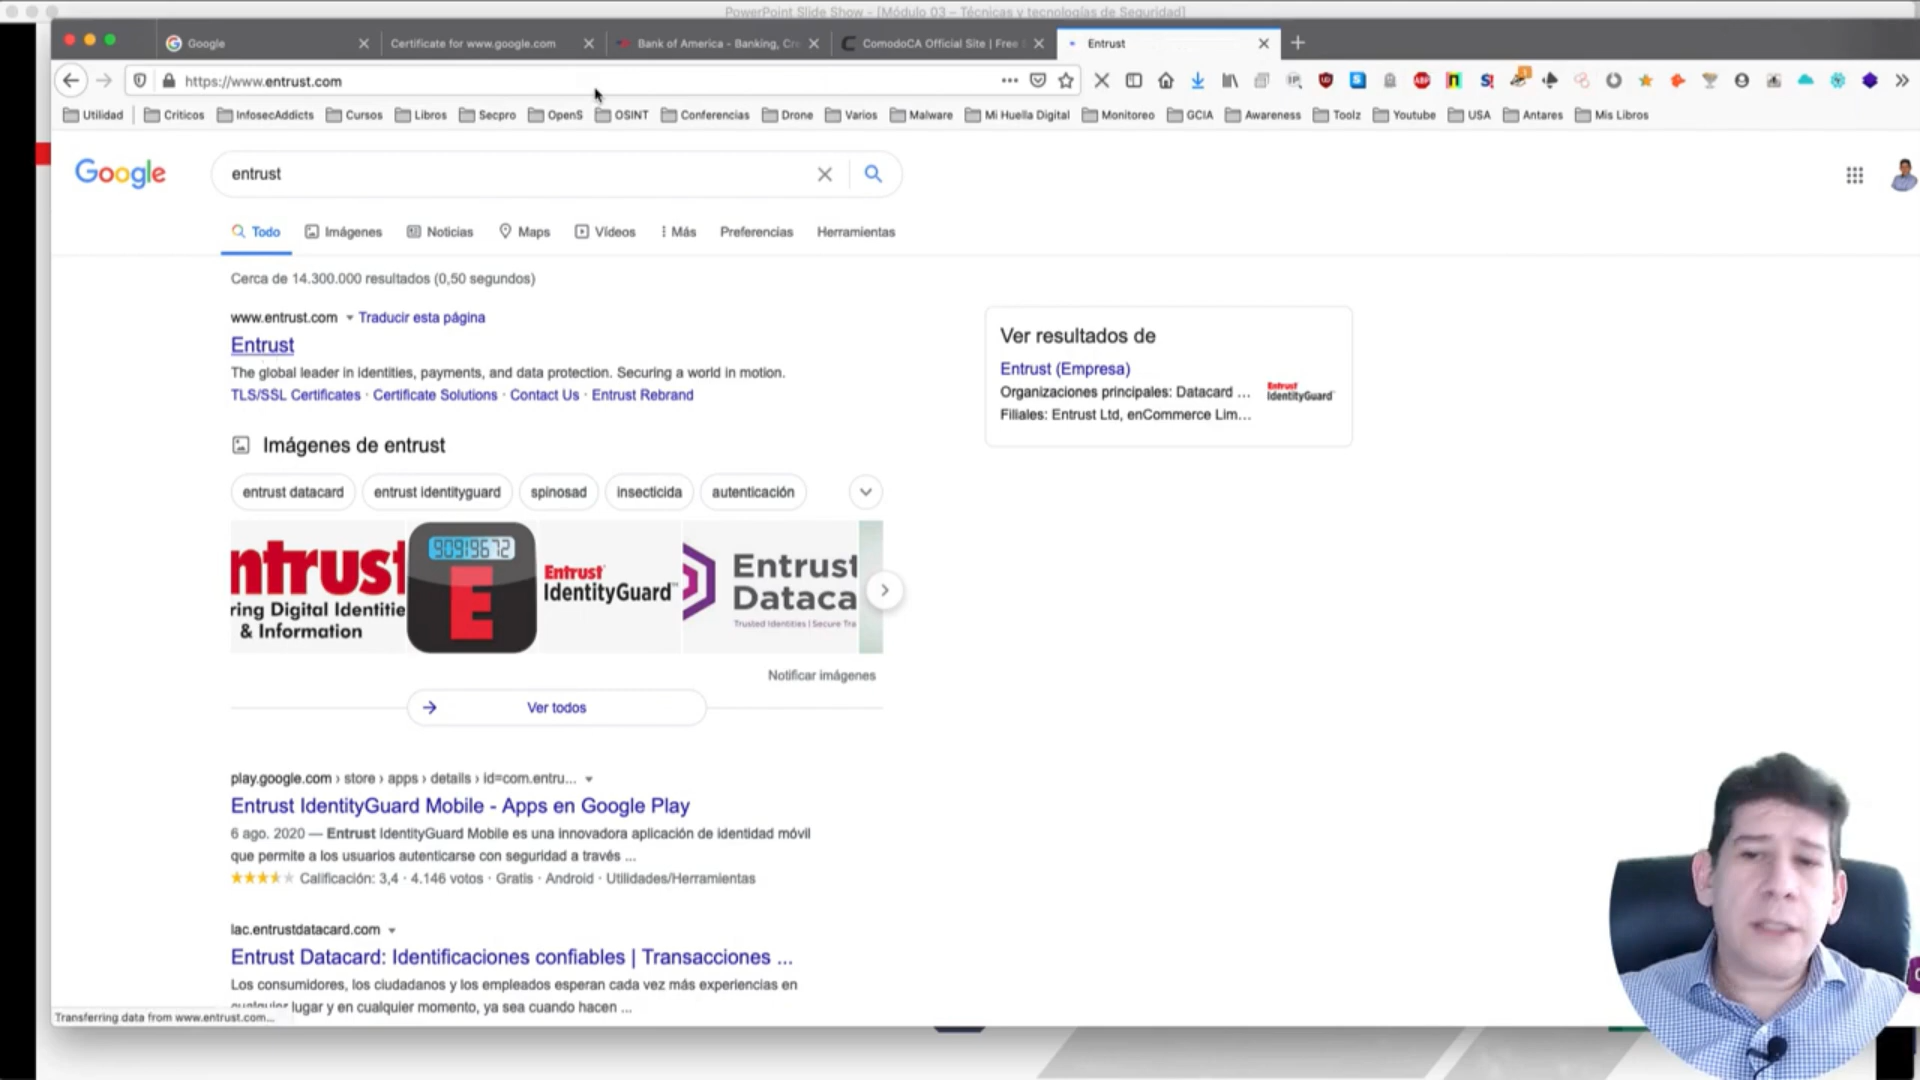 PowerPoint Slide Show - [Módulo 03 – Técnicas y tecnologías de Seguridad]
Google
Certificate for www.google.com
Bank of America - Banking, Cr
ComodoCA Official Site | Free
Entrust
https://www.entrust.com
Utilidad
Criticos
InfosecAddicts
Cursos
Libros
Secpro
OpenS
OSINT
Conferencias
Drone
Varios
Malware
Mi Huella Digital
Monitoreo
GCIA
Awareness
Toolz
Youtube
USA
Antares
Mis Libros
Google
entrust
Todo
Imágenes
Noticias
Maps
Vídeos
Más
Preferencias
Herramientas
Cerca de 14.300.000 resultados (0,50 segundos)
www.entrust.com Traducir esta página
Entrust
The global leader in identities, payments, and data protection. Securing a world in motion.
TLS/SSL Certificates · Certificate Solutions · Contact Us · Entrust Rebrand
Ver resultados de
Entrust (Empresa)
Organizaciones principales: Datacard ...
Filiales: Entrust Ltd, enCommerce Lim...
Entrust
IdentityGuard
Imágenes de entrust
entrust datacard
entrust identityguard
spinosad
insecticida
autenticación
ntrust
ring Digital Identitie
& Information
90919672
E
Entrust
IdentityGuard™
Entrust
Dataca
Trusted Identities | Secure Tra
Notificar imágenes
Ver todos
play.google.com › store › apps › details › id=com.entru...
Entrust IdentityGuard Mobile - Apps en Google Play
6 ago. 2020 — Entrust IdentityGuard Mobile es una innovadora aplicación de identidad móvil
que permite a los usuarios autenticarse con seguridad a través ...
Calificación: 3,4 · 4.146 votos · Gratis · Android · Utilidades/Herramientas
lac.entrustdatacard.com
Entrust Datacard: Identificaciones confiables | Transacciones ...
Los consumidores, los ciudadanos y los empleados esperan cada vez más experiencias en
cualquier lugar y en cualquier momento, ya sea cuando hacen ...
Transferring data from www.entrust.com...